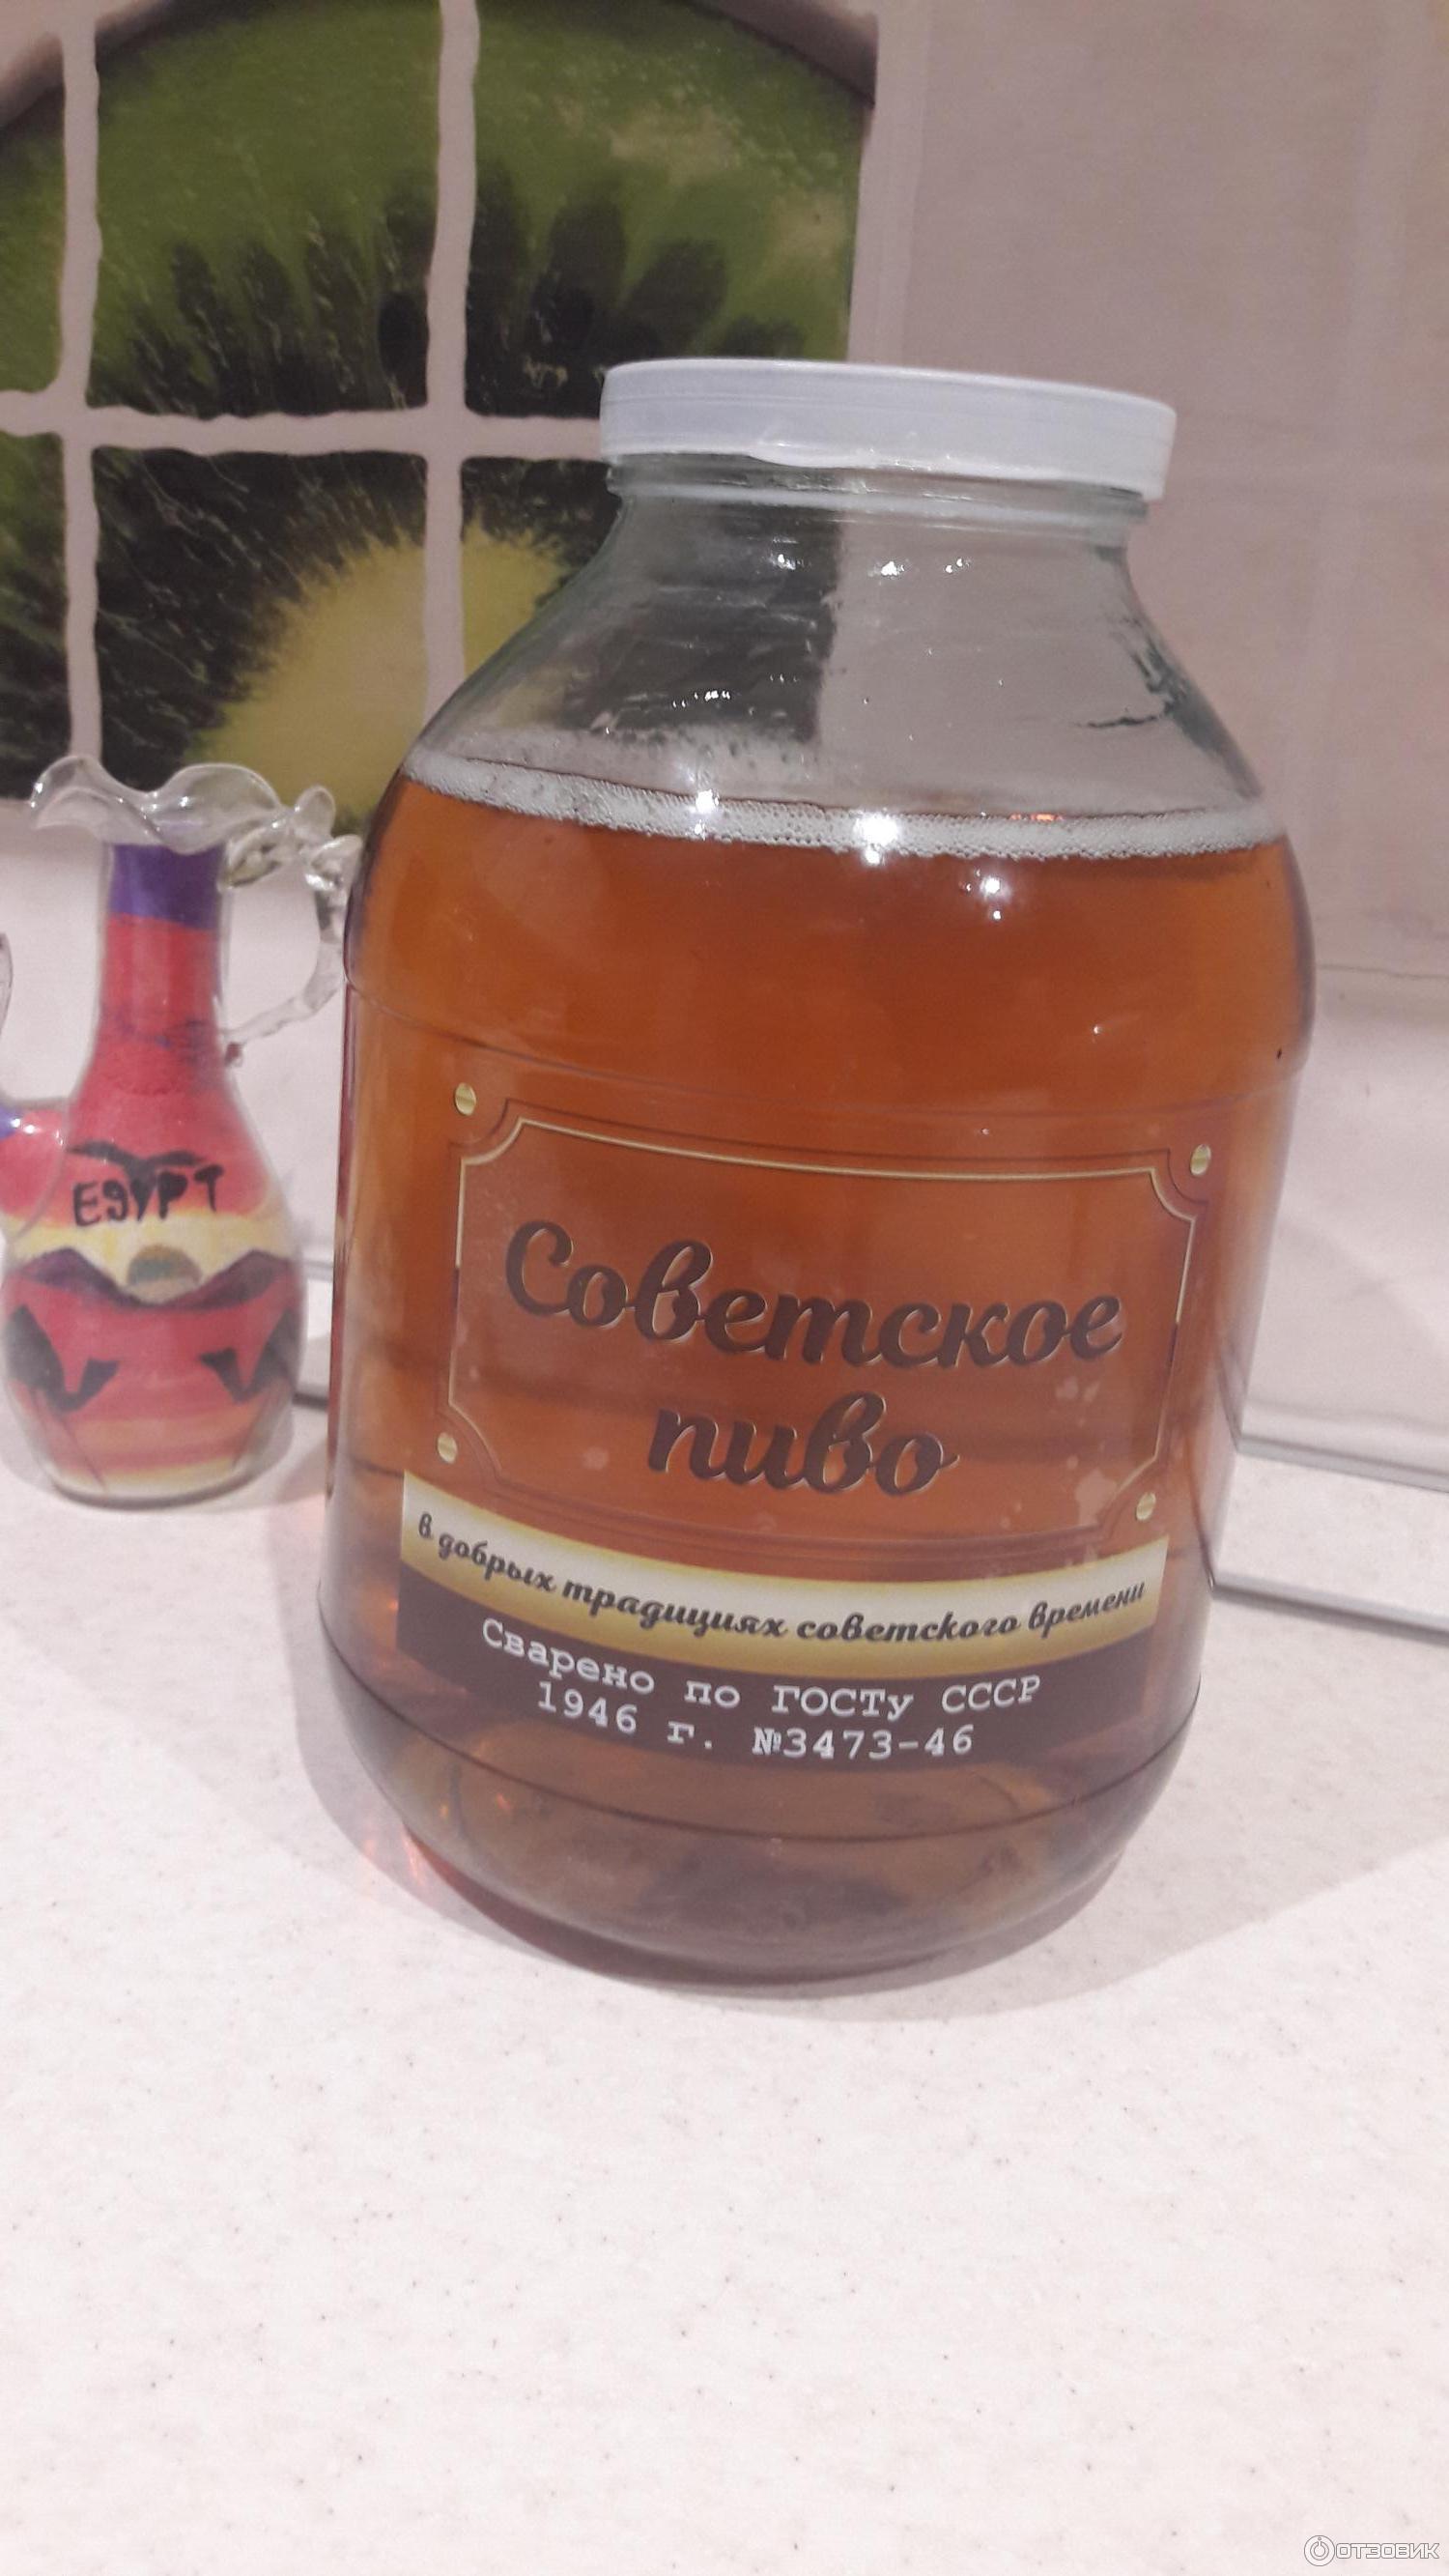 EGYPT
Советское
пиво
в добрых традициях советского времени
Сварено по ГОСТу СССР
1946 г. №3473-46
ОТЗОВИК